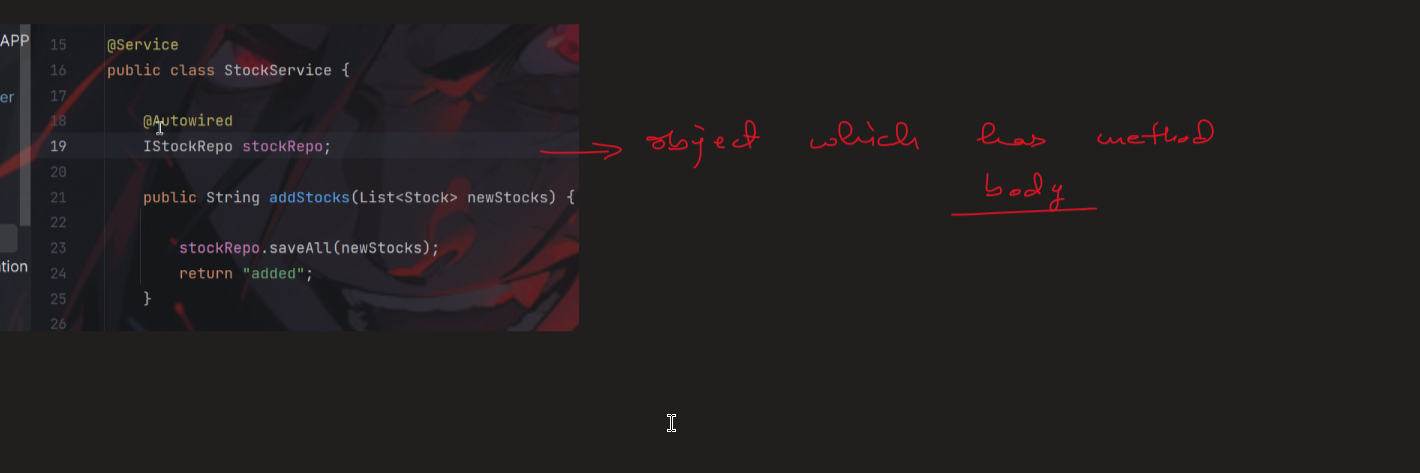 APP
15 @Service
16 public class StockService {
17
er
18 @Autowired
19 IStockRepo stockRepo;
object which has method
20
body
21 public String addStocks(List<Stock> newStocks) {
22
23 stockRepo.saveAll(newStocks);
tion
24 return "added";
25 }
26